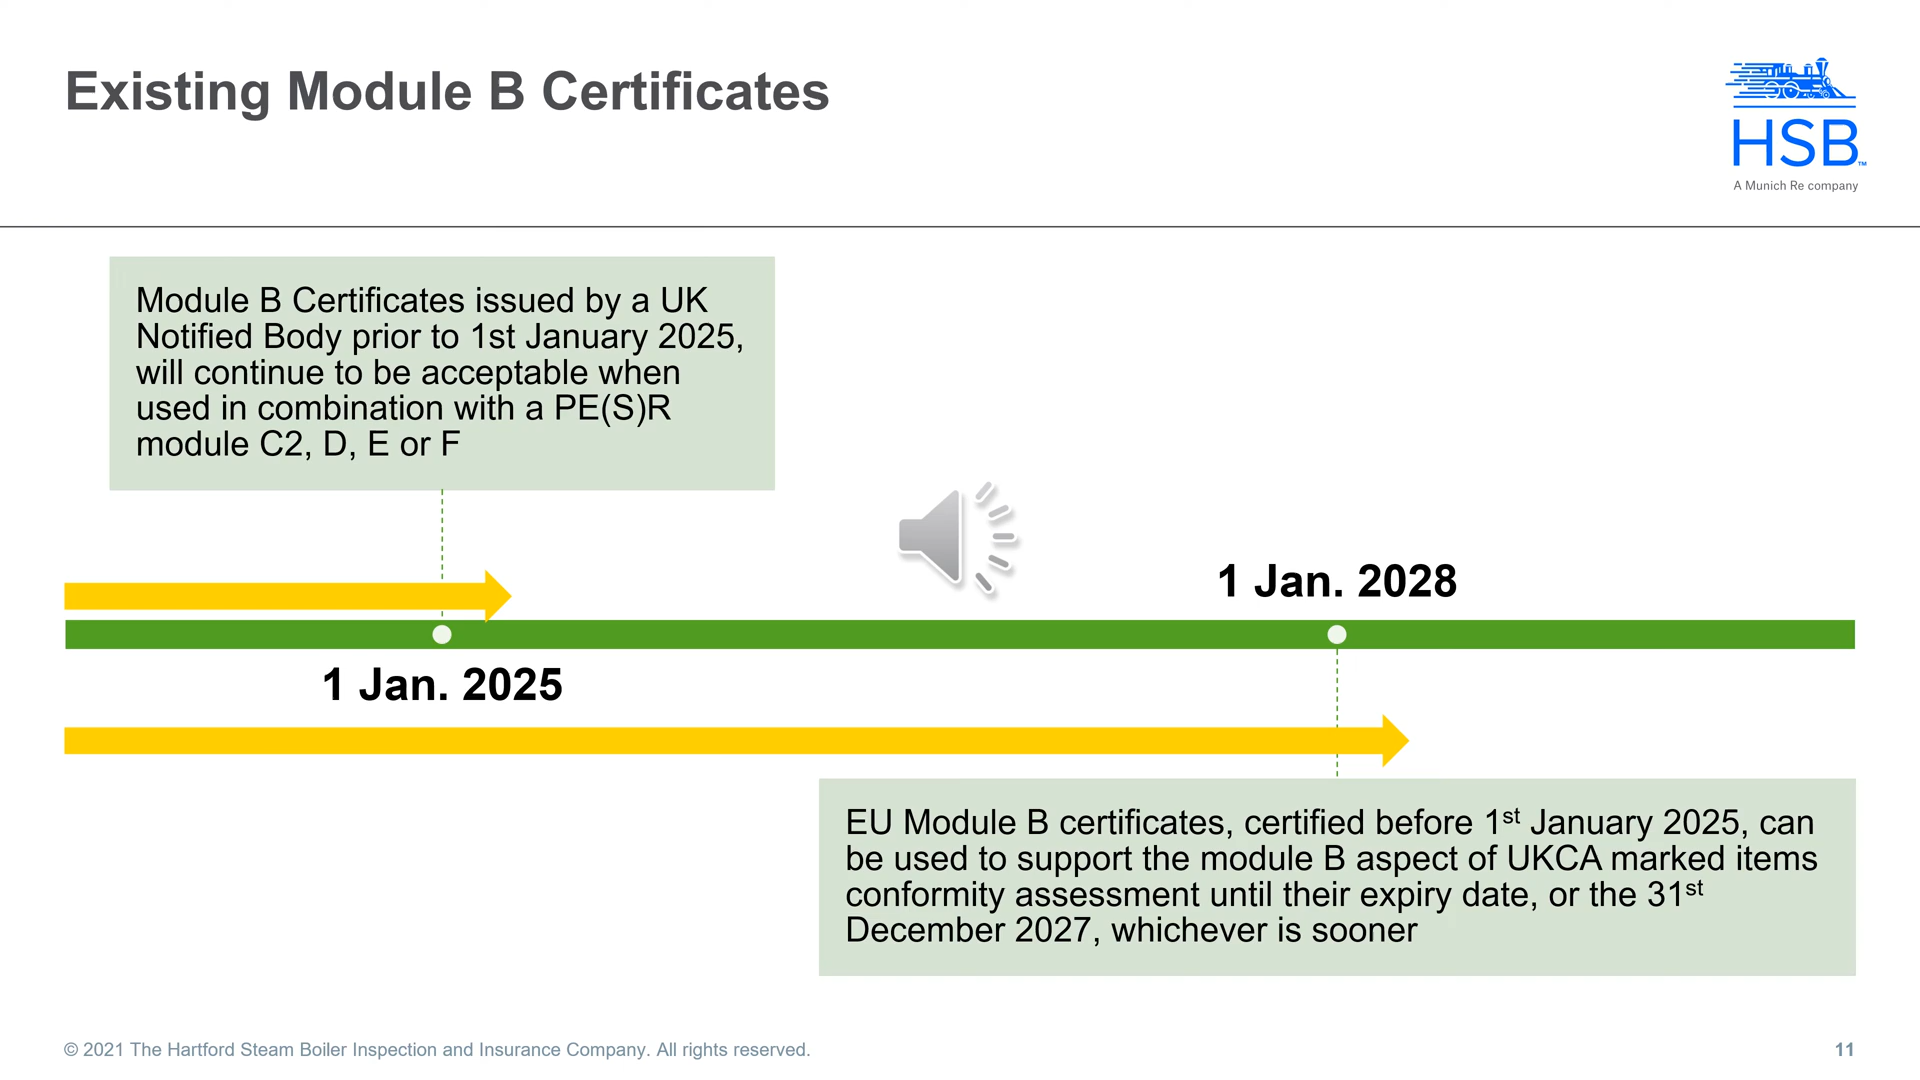 Existing Module B Certificates
HSB™
A Munich Re company
Module B Certificates issued by a UK
Notified Body prior to 1st January 2025,
will continue to be acceptable when
used in combination with a PE(S)R
module C2, D, E or F
1 Jan. 2028
1 Jan. 2025
EU Module B certificates, certified before 1st January 2025, can
be used to support the module B aspect of UKCA marked items
conformity assessment until their expiry date, or the 31st
December 2027, whichever is sooner
© 2021 The Hartford Steam Boiler Inspection and Insurance Company. All rights reserved.
11